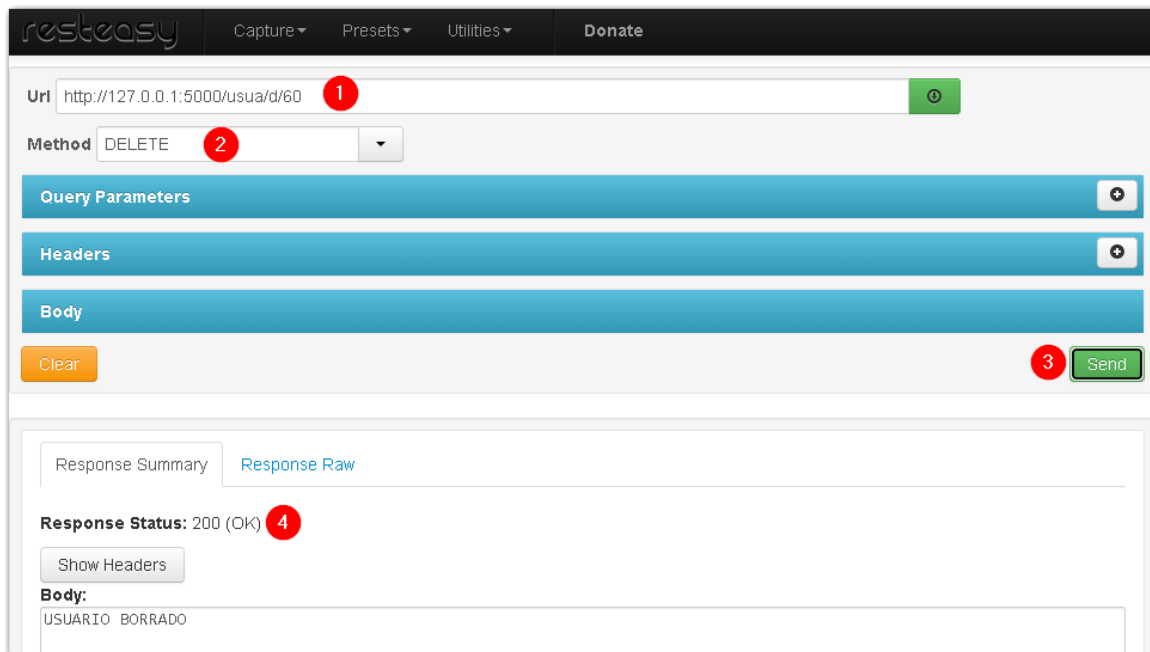 resteasy Capture Presets Utilities Donate
Url http://127.0.0.1:5000/usua/d/60 1
Method DELETE 2
Query Parameters
Headers
Body
Clear 3 Send
Response Summary Response Raw
Response Status: 200 (OK) 4
Show Headers
Body:
USUARIO BORRADO